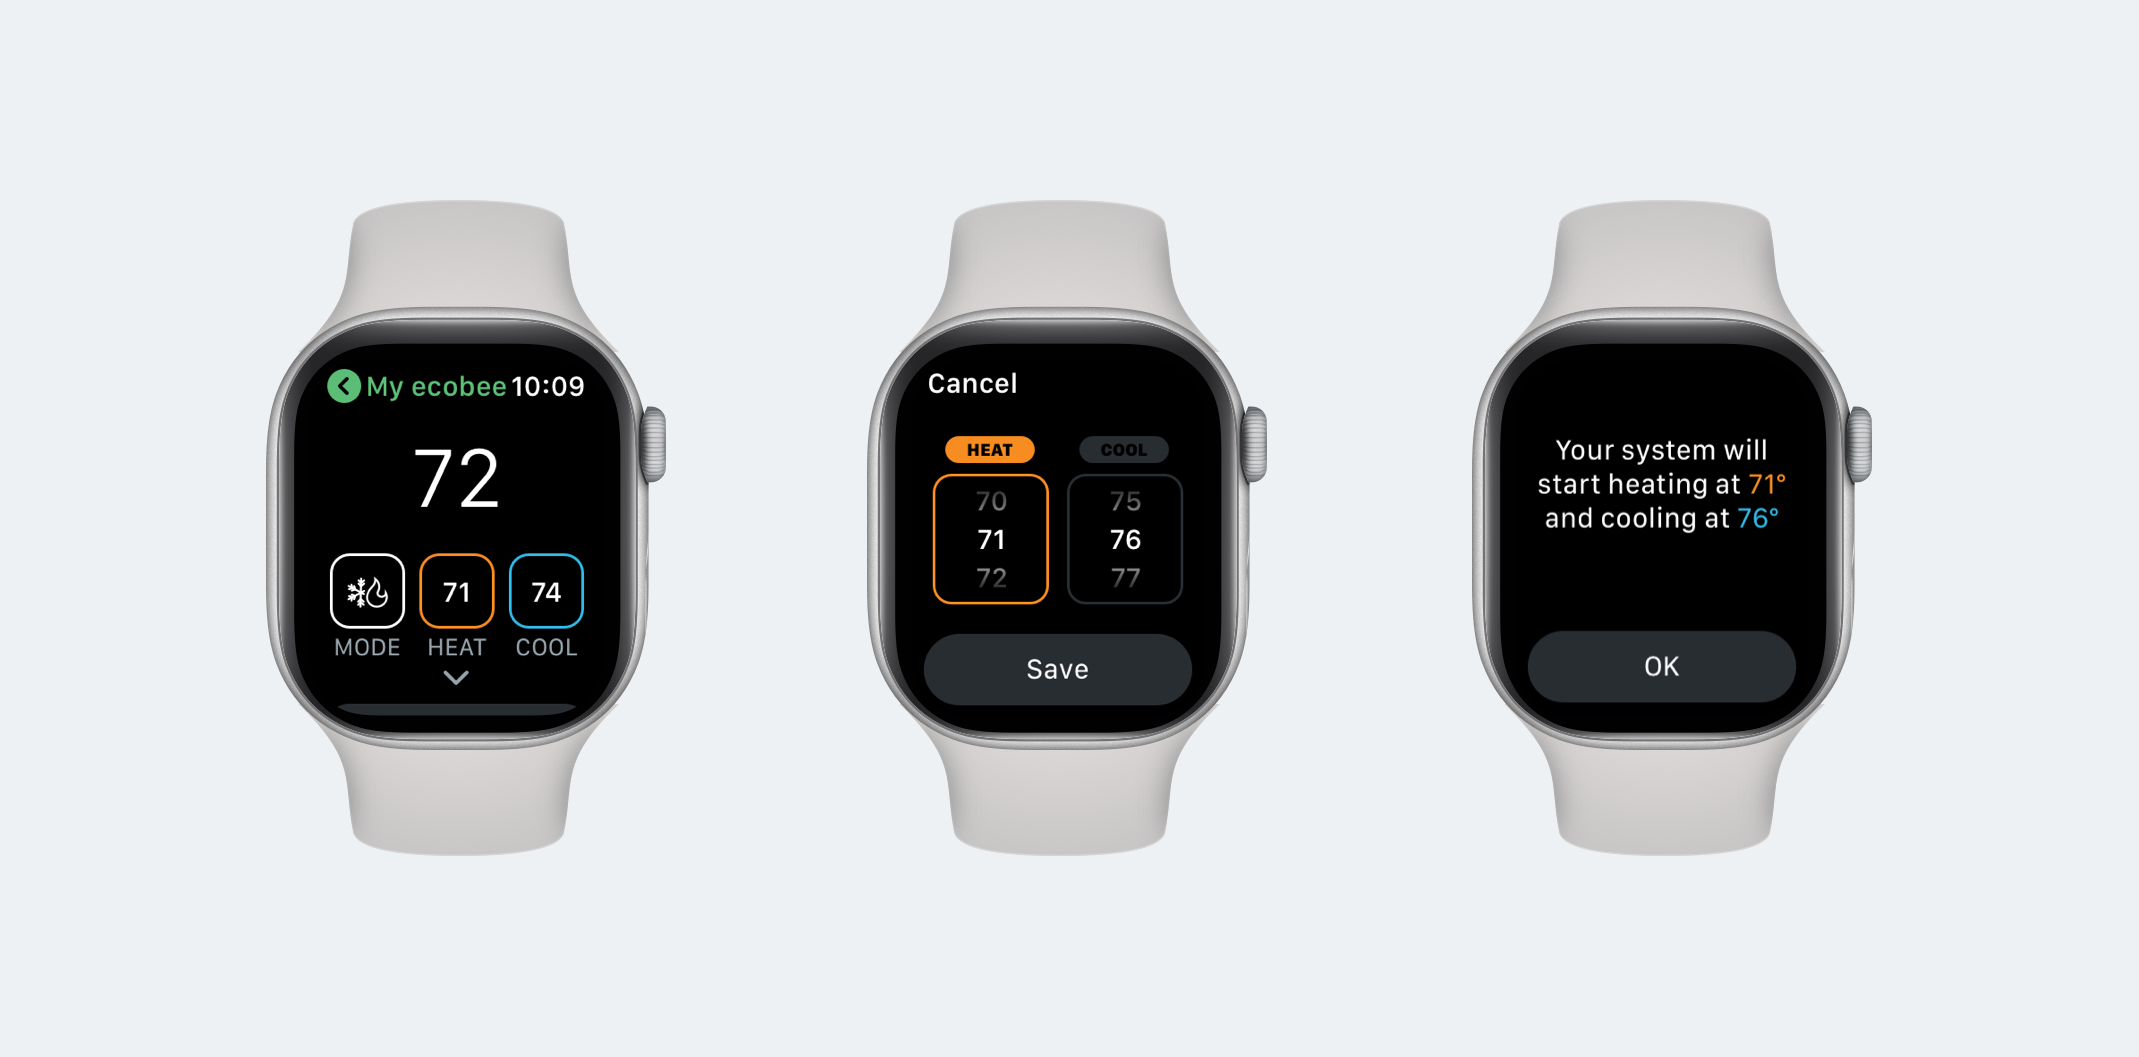 My ecobee 10:09
72
71 74
MODE HEAT COOL
Cancel
HEAT COOL
70 75
71 76
72 77
Save
Your system will
start heating at 71°
and cooling at 76°
OK